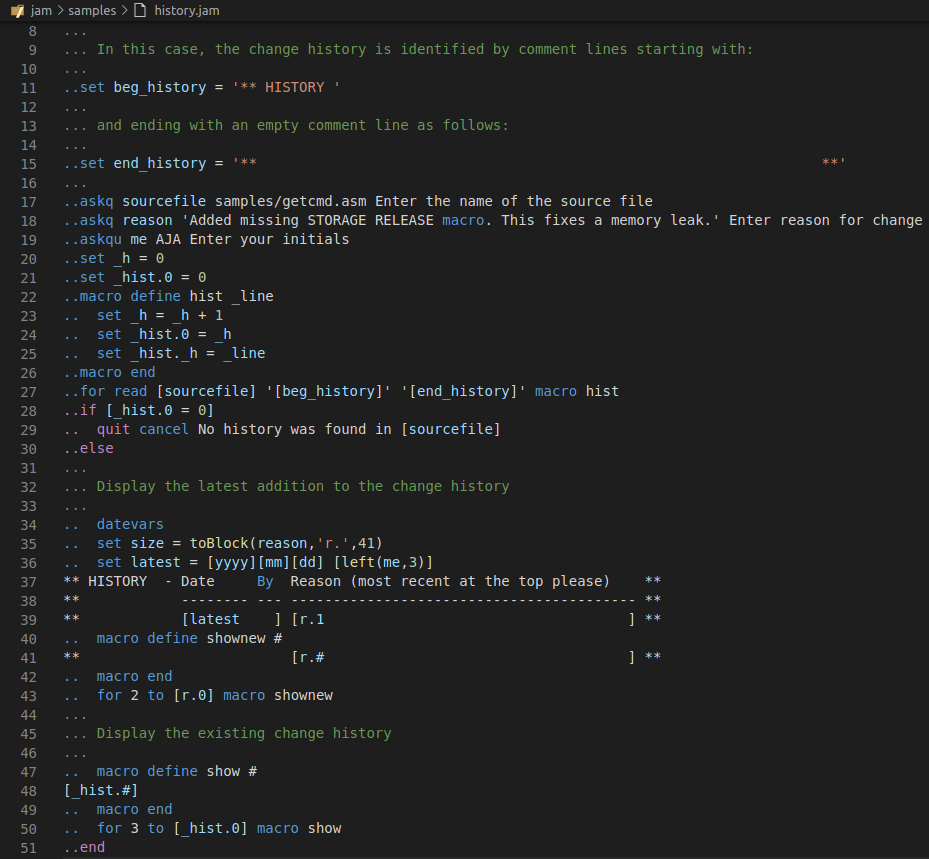 jam > samples > history.jam
8 ...
9 ... In this case, the change history is identified by comment lines starting with:
10 ...
11 ..set beg_history = '** HISTORY '
12 ...
13 ... and ending with an empty comment line as follows:
14 ...
15 ..set end_history = '**                                                                   **'
16 ...
17 ..askq sourcefile samples/getcmd.asm Enter the name of the source file
18 ..askq reason 'Added missing STORAGE RELEASE macro. This fixes a memory leak.' Enter reason for change
19 ..askqu me AJA Enter your initials
20 ..set _h = 0
21 ..set _hist.0 = 0
22 ..macro define hist _line
23 ..  set _h = _h + 1
24 ..  set _hist.0 = _h
25 ..  set _hist._h = _line
26 ..macro end
27 ..for read [sourcefile] '[beg_history]' '[end_history]' macro hist
28 ..if [_hist.0 = 0]
29 ..  quit cancel No history was found in [sourcefile]
30 ..else
31 ...
32 ... Display the latest addition to the change history
33 ...
34 ..  datevars
35 ..  set size = toBlock(reason,'r.',41)
36 ..  set latest = [yyyy][mm][dd] [left(me,3)]
37 ** HISTORY  - Date     By  Reason (most recent at the top please)    **
38 **            -------- --- ----------------------------------------- **
39 **            [latest    ] [r.1                                    ] **
40 ..  macro define shownew #
41 **                         [r.#                                    ] **
42 ..  macro end
43 ..  for 2 to [r.0] macro shownew
44 ...
45 ... Display the existing change history
46 ...
47 ..  macro define show #
48 [_hist.#]
49 ..  macro end
50 ..  for 3 to [_hist.0] macro show
51 ..end